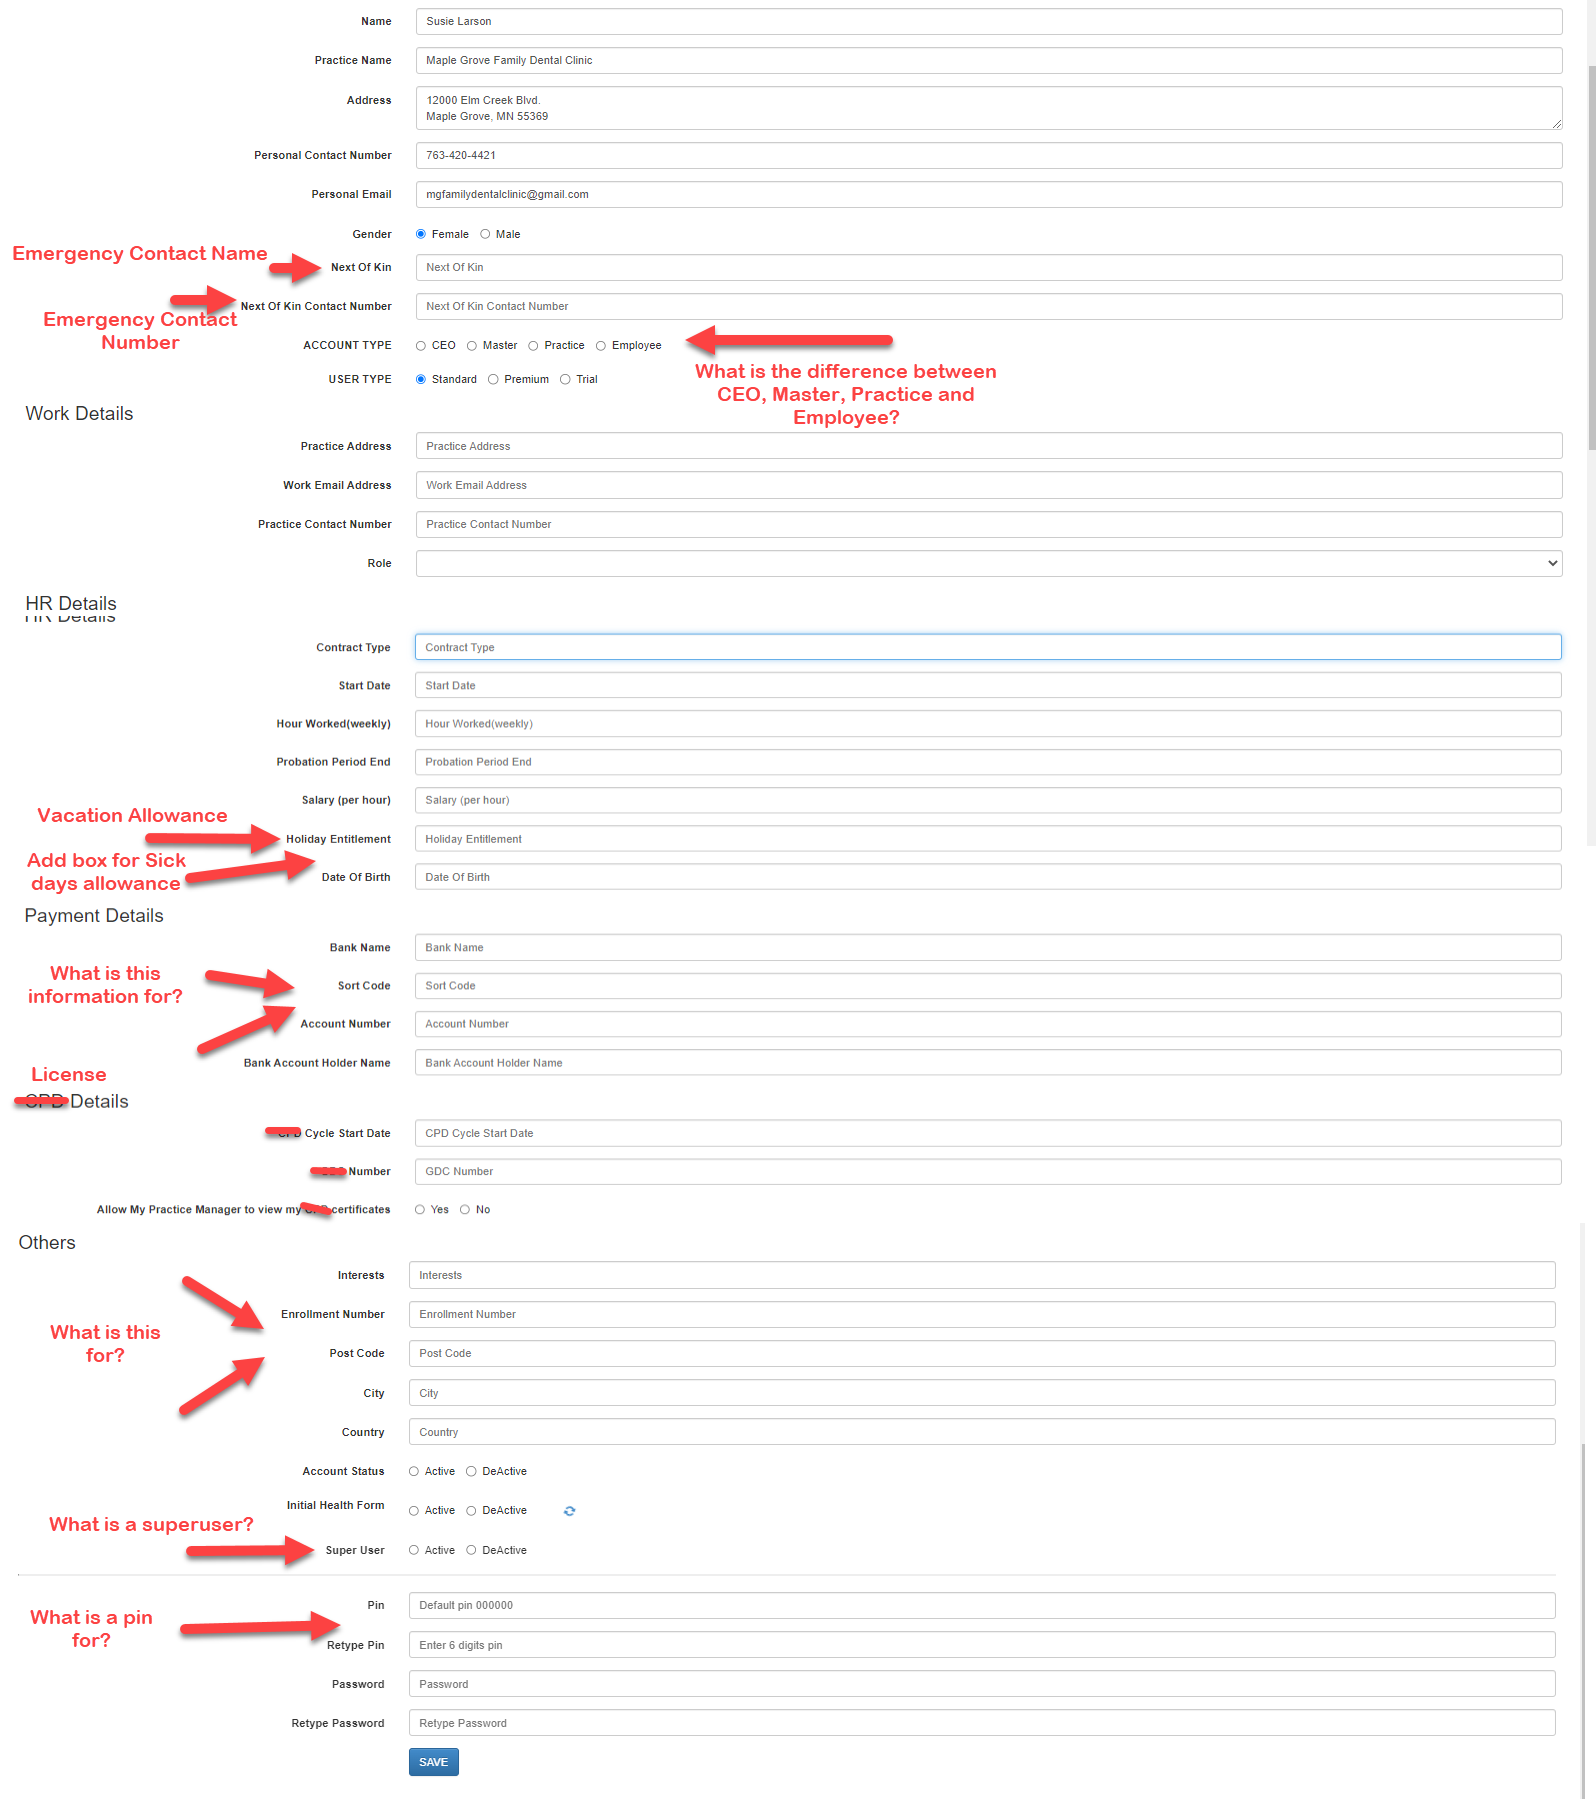 Name Susie Larson
Practice Name Maple Grove Family Dental Clinic
Address 12000 Elm Creek Blvd.
Maple Grove, MN 55369
Personal Contact Number 763-420-4421
Personal Email mgfamilydentalclinic@gmail.com
Gender Female Male
Emergency Contact Name
Next Of Kin Next Of Kin
Next Of Kin Contact Number Next Of Kin Contact Number
Emergency Contact
Number
ACCOUNT TYPE CEO Master Practice Employee
What is the difference between
CEO, Master, Practice and
Employee?
USER TYPE Standard Premium Trial
Work Details
Practice Address Practice Address
Work Email Address Work Email Address
Practice Contact Number Practice Contact Number
Role
HR Details
HR Details
Contract Type Contract Type
Start Date Start Date
Hour Worked(weekly) Hour Worked(weekly)
Probation Period End Probation Period End
Salary (per hour) Salary (per hour)
Vacation Allowance
Holiday Entitlement Holiday Entitlement
Add box for Sick
days allowance
Date Of Birth Date Of Birth
Payment Details
Bank Name Bank Name
What is this
information for?
Sort Code Sort Code
Account Number Account Number
Bank Account Holder Name Bank Account Holder Name
License
CPD Details
CPD Cycle Start Date CPD Cycle Start Date
GDC Number GDC Number
Allow My Practice Manager to view my CPD certificates Yes No
Others
Interests Interests
Enrollment Number Enrollment Number
What is this
for?
Post Code Post Code
City City
Country Country
Account Status Active DeActive
Initial Health Form Active DeActive
What is a superuser?
Super User Active DeActive
Pin Default pin 000000
What is a pin
for?
Retype Pin Enter 6 digits pin
Password Password
Retype Password Retype Password
SAVE